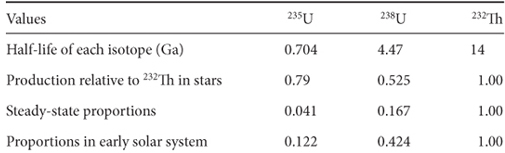 Values ²³⁵U ²³⁸U ²³²Th
Half-life of each isotope (Ga) 0.704 4.47 14
Production relative to ²³²Th in stars 0.79 0.525 1.00
Steady-state proportions 0.041 0.167 1.00
Proportions in early solar system 0.122 0.424 1.00